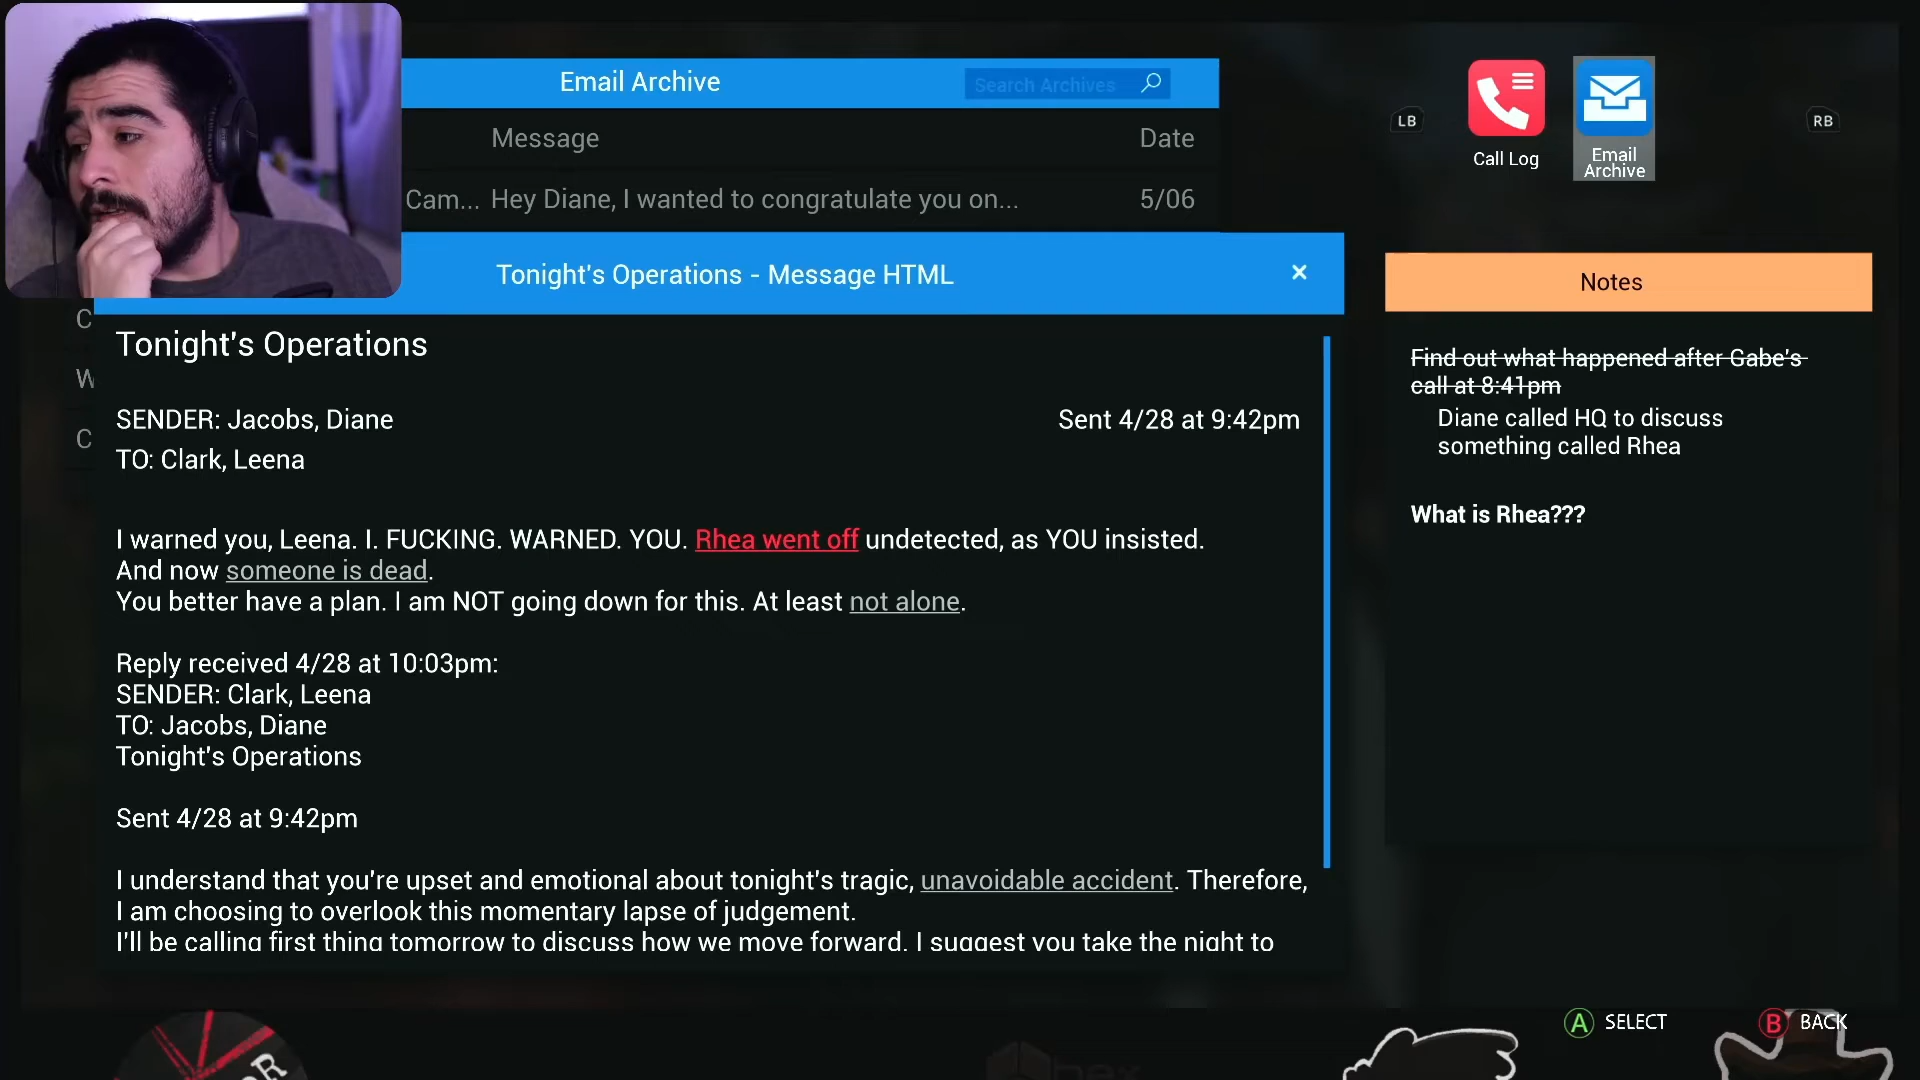 Email Archive
Search Archives
Message
Date
Cam... Hey Diane, I wanted to congratulate you on...
5/06
LB
Call Log
Email
Archive
RB
Tonight's Operations - Message HTML
C
W
C
Tonight's Operations
SENDER: Jacobs, Diane
Sent 4/28 at 9:42pm
TO: Clark, Leena
I warned you, Leena. I. FUCKING. WARNED. YOU. Rhea went off undetected, as YOU insisted.
And now someone is dead.
You better have a plan. I am NOT going down for this. At least not alone.
Reply received 4/28 at 10:03pm:
SENDER: Clark, Leena
TO: Jacobs, Diane
Tonight's Operations
Sent 4/28 at 9:42pm
I understand that you're upset and emotional about tonight's tragic, unavoidable accident. Therefore,
I am choosing to overlook this momentary lapse of judgement.
I'll be calling first thing tomorrow to discuss how we move forward. I suggest you take the night to
Notes
Find out what happened after Gabe's
call at 8:41pm
Diane called HQ to discuss
something called Rhea
What is Rhea???
A SELECT
B BACK